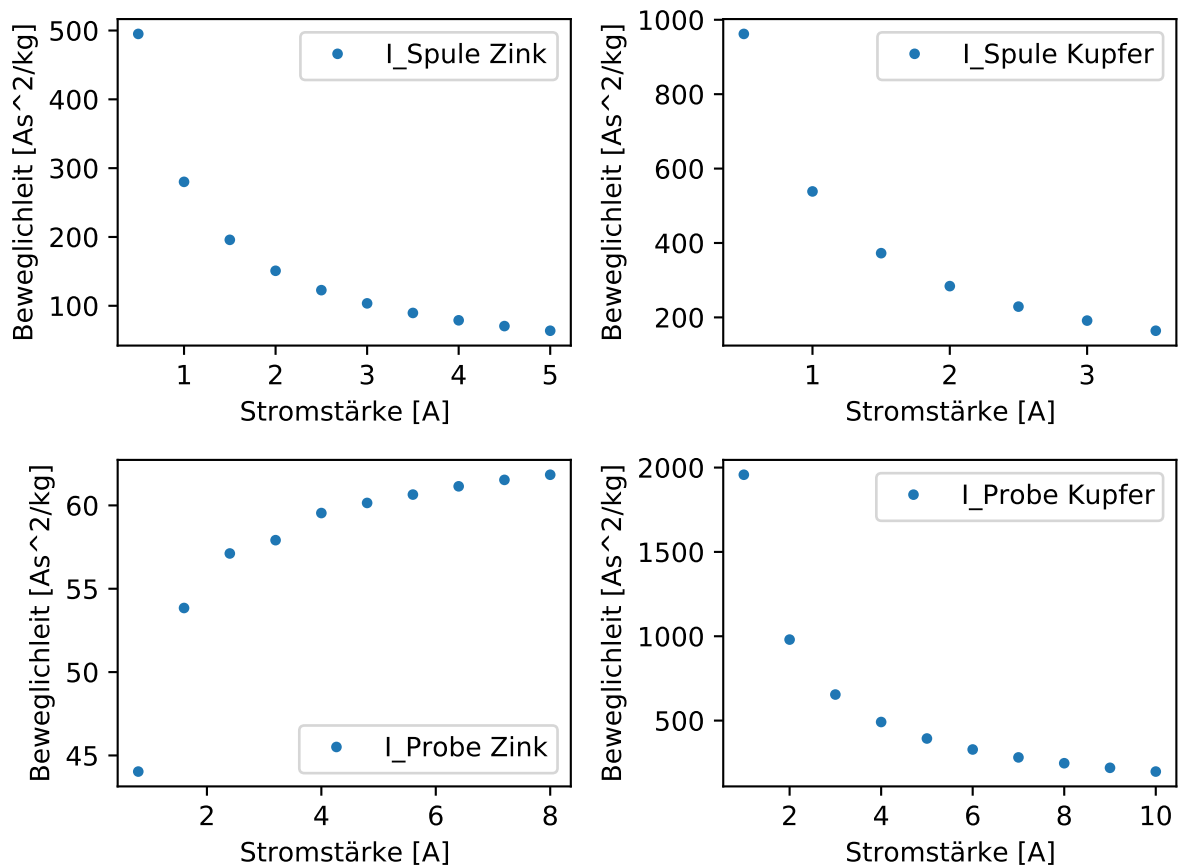 Beweglichleit [As^2/kg]
500
400
300
200
100
I_Spule Zink
1 2 3 4 5
Stromstärke [A]
Beweglichleit [As^2/kg]
1000
800
600
400
200
I_Spule Kupfer
1 2 3
Stromstärke [A]
Beweglichleit [As^2/kg]
60
55
50
45
I_Probe Zink
2 4 6 8
Stromstärke [A]
Beweglichleit [As^2/kg]
2000
1500
1000
500
I_Probe Kupfer
2 4 6 8 10
Stromstärke [A]